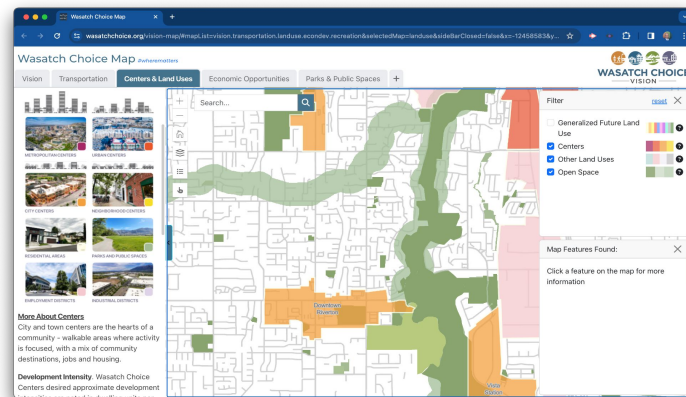 Wasatch Choice Map
wasatchchoice.org/vision-map/#mapList=vision.transportation.landuse.econdev.recreation&selectedMap=landuse&sideBarClosed=false&x=-12458583&y...
Wasatch Choice Map #wherematters
WASATCH CHOICE
VISION
Vision
Transportation
Centers & Land Uses
Economic Opportunities
Parks & Public Spaces
METROPOLITAN CENTERS
URBAN CENTERS
CITY CENTERS
NEIGHBORHOOD CENTERS
RESIDENTIAL AREAS
PARKS AND PUBLIC SPACES
EMPLOYMENT DISTRICTS
INDUSTRIAL DISTRICTS
More About Centers
City and town centers are the hearts of a
community - walkable areas where activity
is focused, with a mix of community
destinations, jobs and housing.
Development Intensity. Wasatch Choice
Centers desired approximate development
Search...
Downtown
Riverton
Vista
Station
Filter
reset
Generalized Future Land
Use
Centers
Other Land Uses
Open Space
Map Features Found:
Click a feature on the map for more
information